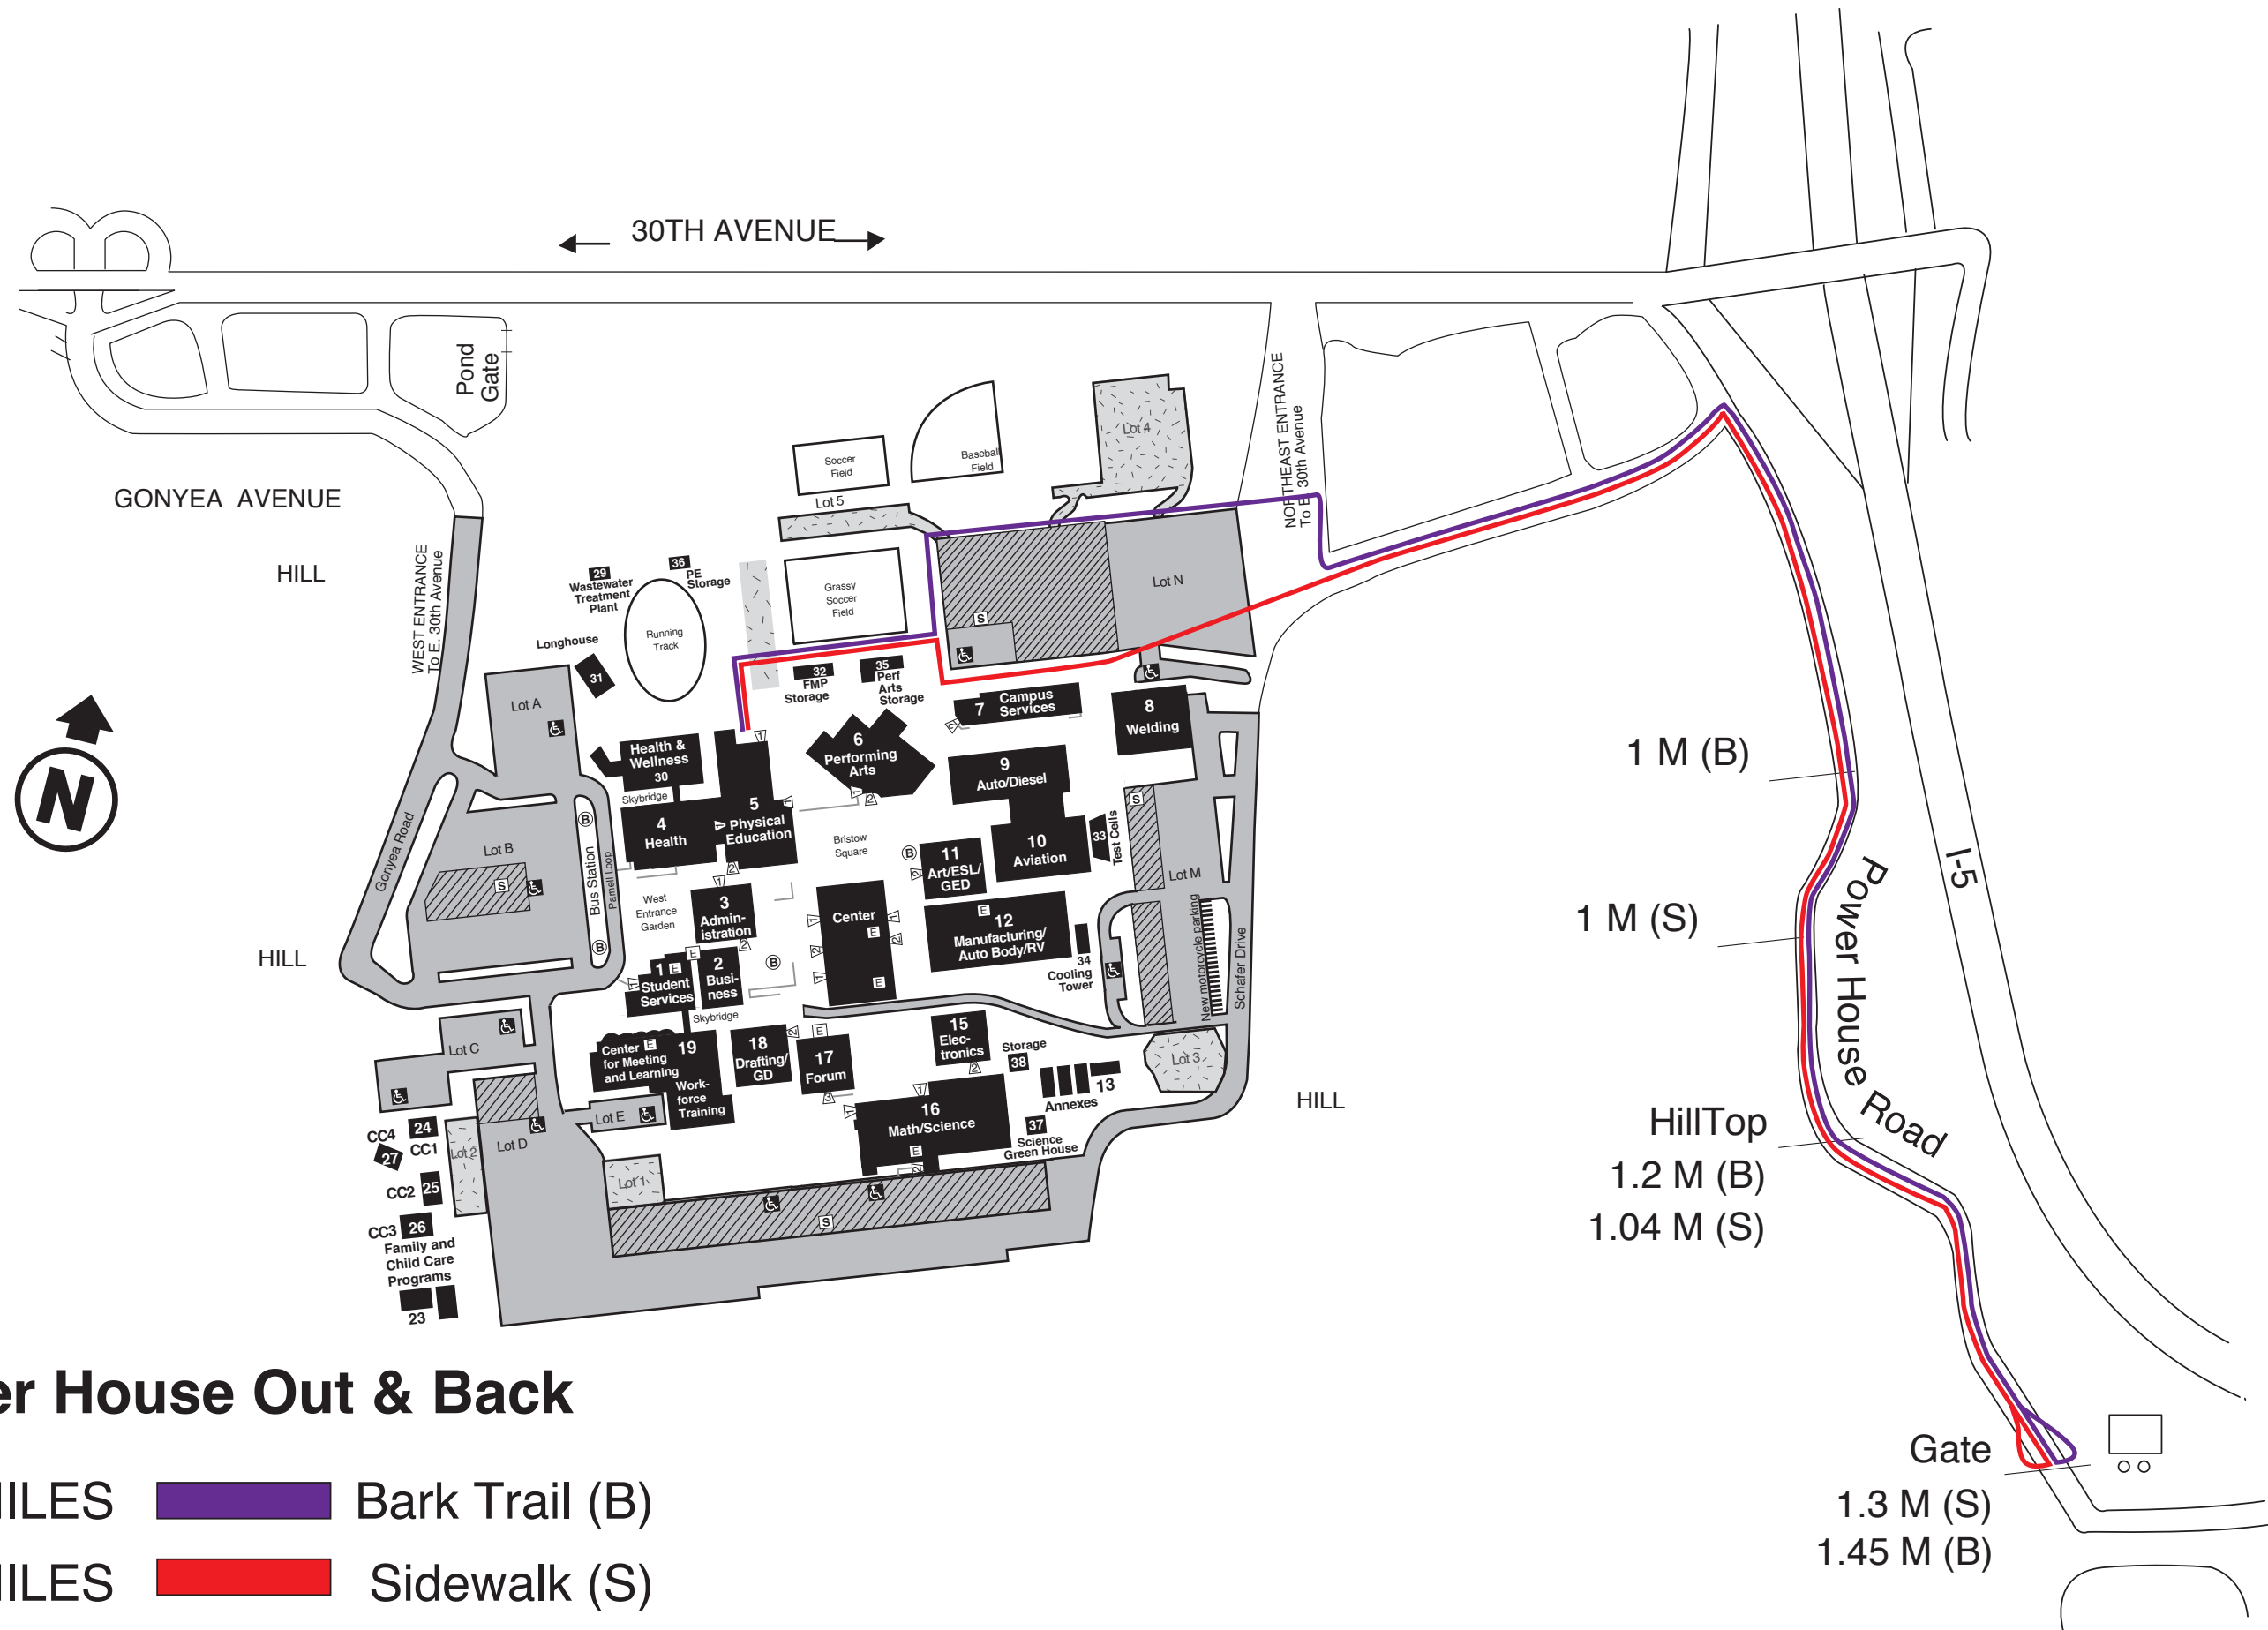 30TH AVENUE
Pond
Gate
GONYEA AVENUE
HILL
WEST ENTRANCE
To E. 30th Avenue
NORTHEAST ENTRANCE
To E. 30th Avenue
Soccer
Field
Baseball
Field
Lot 4
Lot 5
Grassy
Soccer
Field
Lot N
S
29
Wastewater
Treatment
Plant
36
PE
Storage
Running
Track
Longhouse
31
32
FMP
Storage
35
Perf
Arts
Storage
7 Campus
Services
8
Welding
Lot A
N
Health &
Wellness
30
Skybridge
4
Health
5
Physical
Education
6
Performing
Arts
9
Auto/Diesel
10
Aviation
33
Test Cells
S
11
Art/ESL/
GED
B
Bristow
Square
Gonyea Road
Lot B
S
B
Bus Station
Parnell Loop
B
West
Entrance
Garden
3
Admin-
istration
Center
E
E
12
E
Manufacturing/
Auto Body/RV
34
Cooling
Tower
Lot M
New motorcycle parking
Schafer Drive
HILL
1 E
Student
Services
E
2
Busi-
ness
B
Skybridge
Lot C
Center E
for Meeting
and Learning
19
Work-
force
Training
18
Drafting/
GD
E
17
Forum
15
Elec-
tronics
Storage
38
13
Annexes
Lot 3
HILL
16
Math/Science
E
37
Science
Green House
Lot E
Lot D
Lot 1
Lot 2
S
CC4
24
CC1
27
CC2
25
CC3
26
Family and
Child Care
Programs
23
1 M (B)
1 M (S)
Power House Road
I-5
HillTop
1.2 M (B)
1.04 M (S)
Gate
1.3 M (S)
1.45 M (B)
er House Out & Back
MILES Bark Trail (B)
MILES Sidewalk (S)